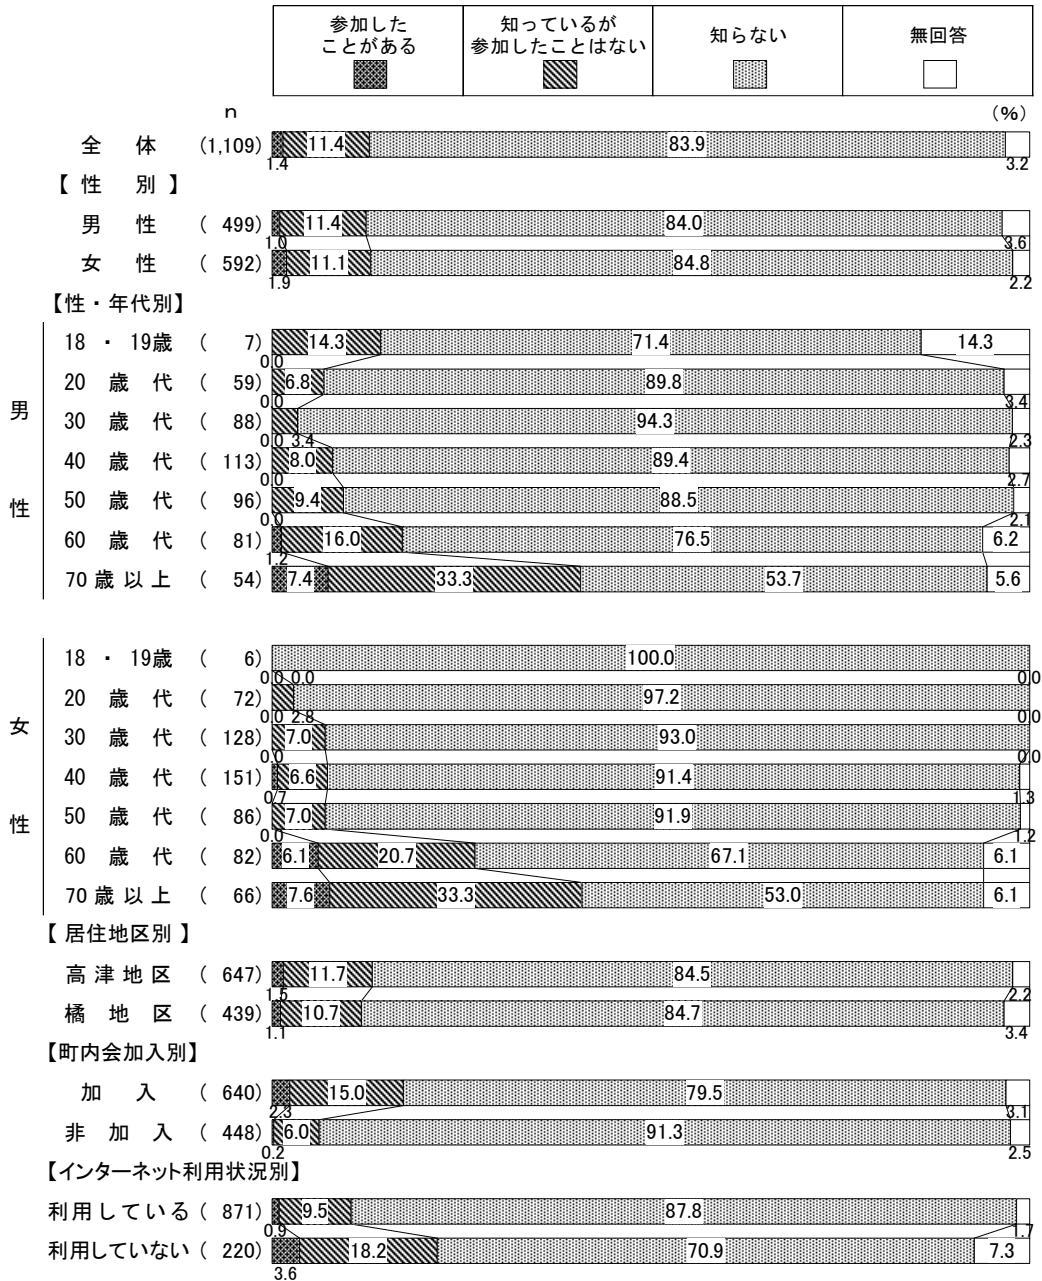 参加した
ことがある
知っているが
参加したことはない
知らない
無回答
n (%)
全 体 (1,109) 1.4 11.4 83.9 3.2
【 性 別 】
男 性 ( 499) 1.0 11.4 84.0 3.6
女 性 ( 592) 1.9 11.1 84.8 2.2
【性・年代別】
男性
18 ・ 19歳 ( 7) 0.0 14.3 71.4 14.3
20 歳 代 ( 59) 0.0 6.8 89.8 3.4
30 歳 代 ( 88) 0.0 3.4 94.3 2.3
40 歳 代 ( 113) 0.0 8.0 89.4 2.7
50 歳 代 ( 96) 0.0 9.4 88.5 2.1
60 歳 代 ( 81) 1.2 16.0 76.5 6.2
70 歳 以 上 ( 54) 7.4 33.3 53.7 5.6
女性
18 ・ 19歳 ( 6) 0.0 0.0 100.0 0.0
20 歳 代 ( 72) 0.0 2.8 97.2 0.0
30 歳 代 ( 128) 0.0 7.0 93.0 0.0
40 歳 代 ( 151) 0.7 6.6 91.4 1.3
50 歳 代 ( 86) 0.0 7.0 91.9 1.2
60 歳 代 ( 82) 6.1 20.7 67.1 6.1
70 歳 以 上 ( 66) 7.6 33.3 53.0 6.1
【 居住地区別 】
高 津 地 区 ( 647) 1.5 11.7 84.5 2.2
橘 地 区 ( 439) 1.1 10.7 84.7 3.4
【町内会加入別】
加 入 ( 640) 2.3 15.0 79.5 3.1
非 加 入 ( 448) 0.2 6.0 91.3 2.5
【インターネット利用状況別】
利用している ( 871) 0.9 9.5 87.8 1.7
利用していない ( 220) 3.6 18.2 70.9 7.3